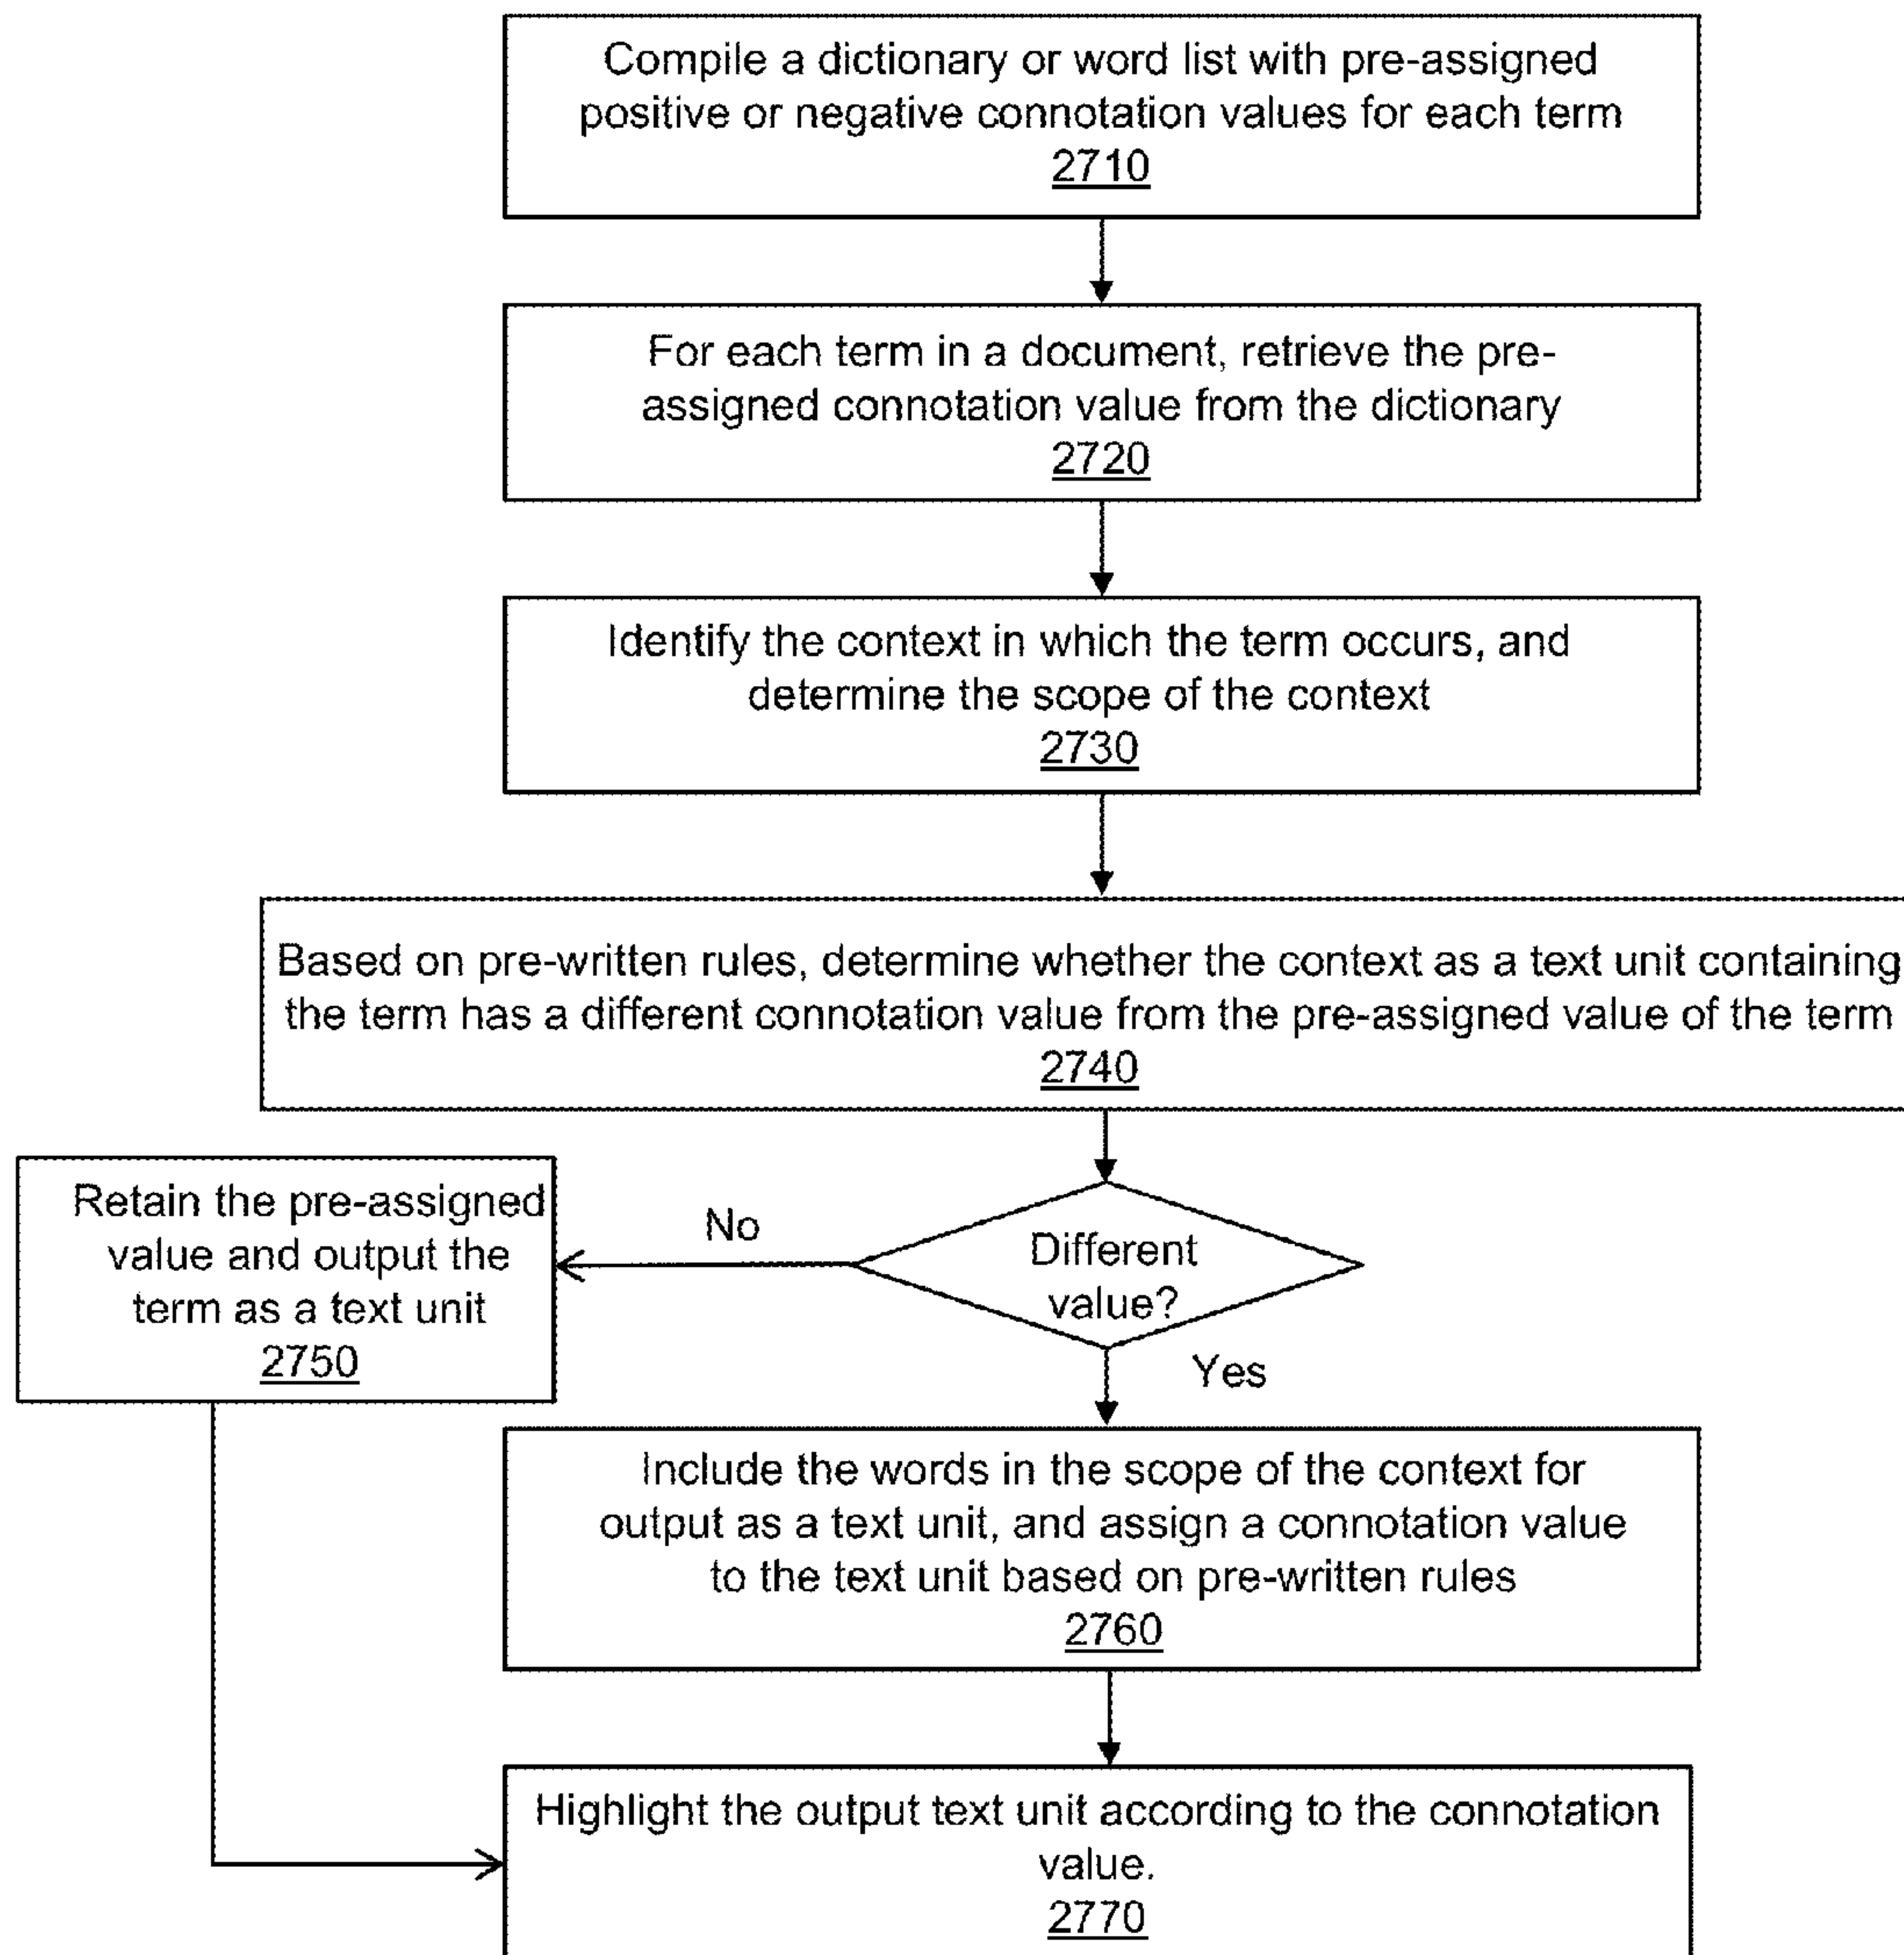 Compile a dictionary or word list with pre-assigned
positive or negative connotation values for each term
2710
For each term in a document, retrieve the pre-
assigned connotation value from the dictionary
2720
Identify the context in which the term occurs, and
determine the scope of the context
2730
Based on pre-written rules, determine whether the context as a text unit containing
the term has a different connotation value from the pre-assigned value of the term
2740
Retain the pre-assigned
value and output the
term as a text unit
2750
No
Different
value?
Yes
Include the words in the scope of the context for
output as a text unit, and assign a connotation value
to the text unit based on pre-written rules
2760
Highlight the output text unit according to the connotation
value.
2770